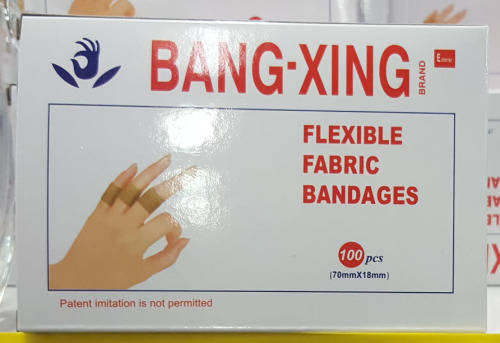 BANG-XING
BRAND
FLEXIBLE
FABRIC
BANDAGES
100 pcs
(70mmX18mm)
Patent imitation is not permitted